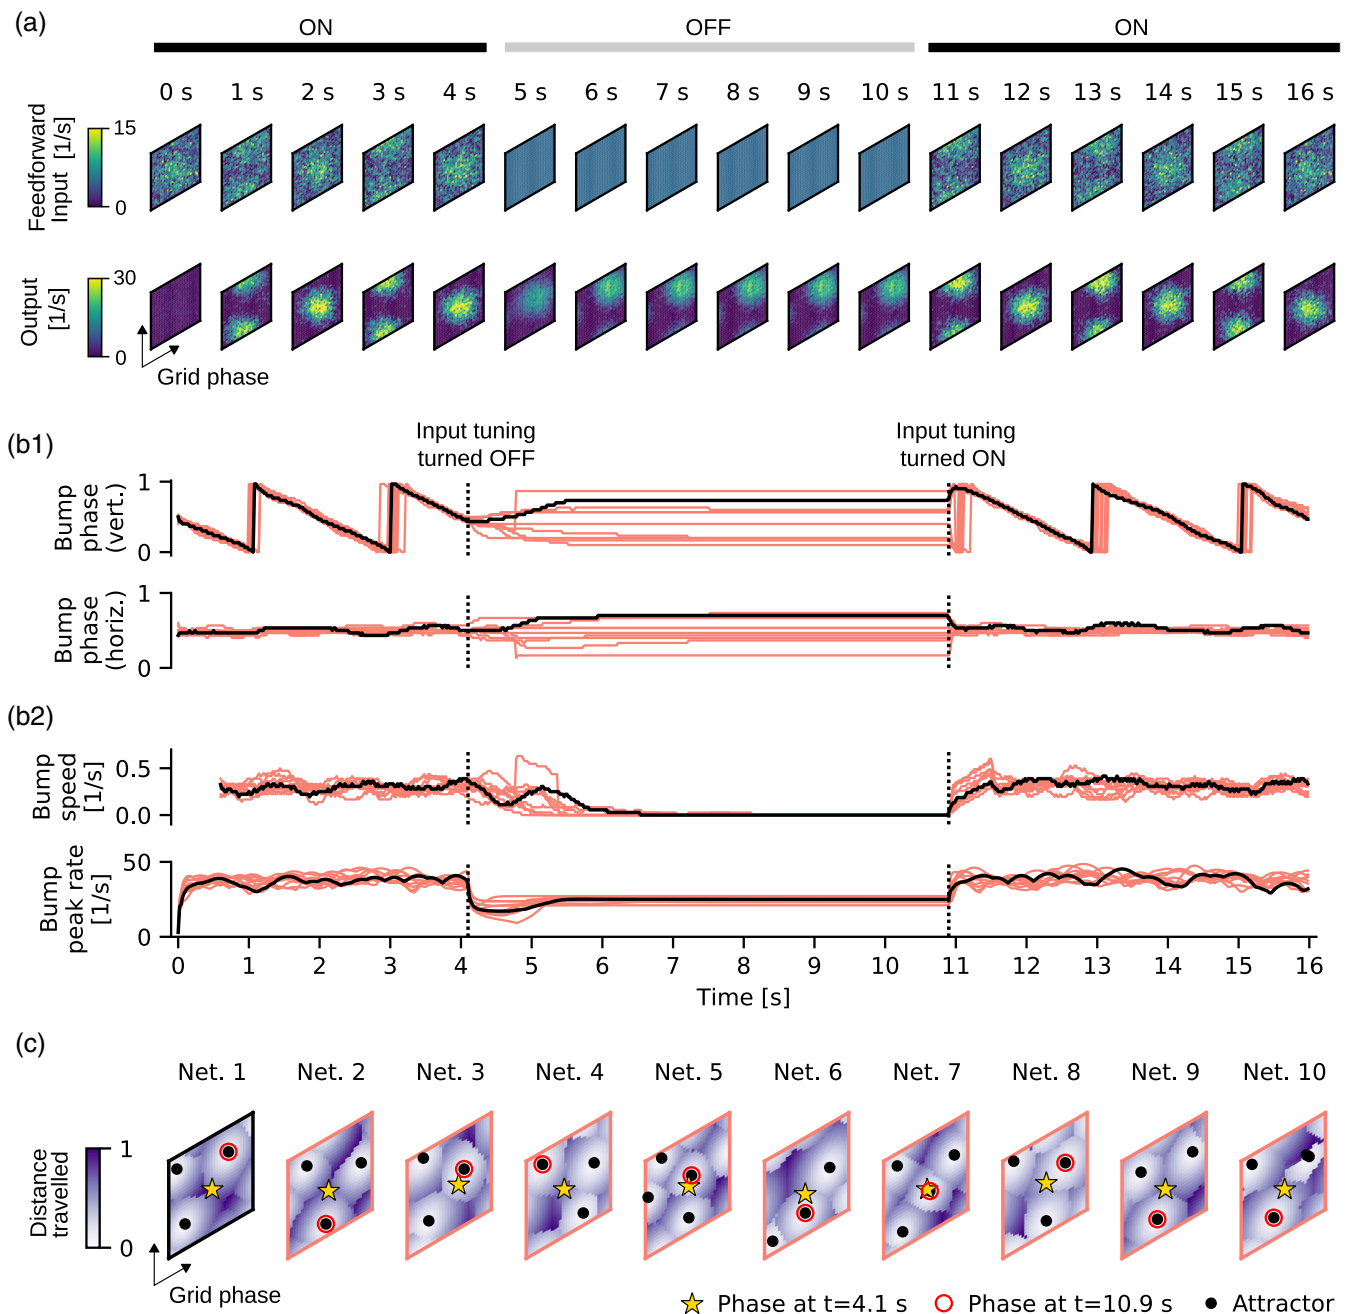 (a)
ON
OFF
ON
0 s 1 s 2 s 3 s 4 s 5 s 6 s 7 s 8 s 9 s 10 s 11 s 12 s 13 s 14 s 15 s 16 s
Feedforward
Input [1/s]
15
0
Output
[1/s]
30
0
Grid phase
(b1)
Input tuning
turned OFF
Input tuning
turned ON
Bump
phase
(vert.)
1
0
Bump
phase
(horiz.)
1
0
(b2)
Bump
speed
[1/s]
0.5
0.0
Bump
peak rate
[1/s]
50
0
0 1 2 3 4 5 6 7 8 9 10 11 12 13 14 15 16
Time [s]
(c)
Net. 1 Net. 2 Net. 3 Net. 4 Net. 5 Net. 6 Net. 7 Net. 8 Net. 9 Net. 10
Distance
travelled
1
0
Grid phase
Phase at t=4.1 s
Phase at t=10.9 s
Attractor